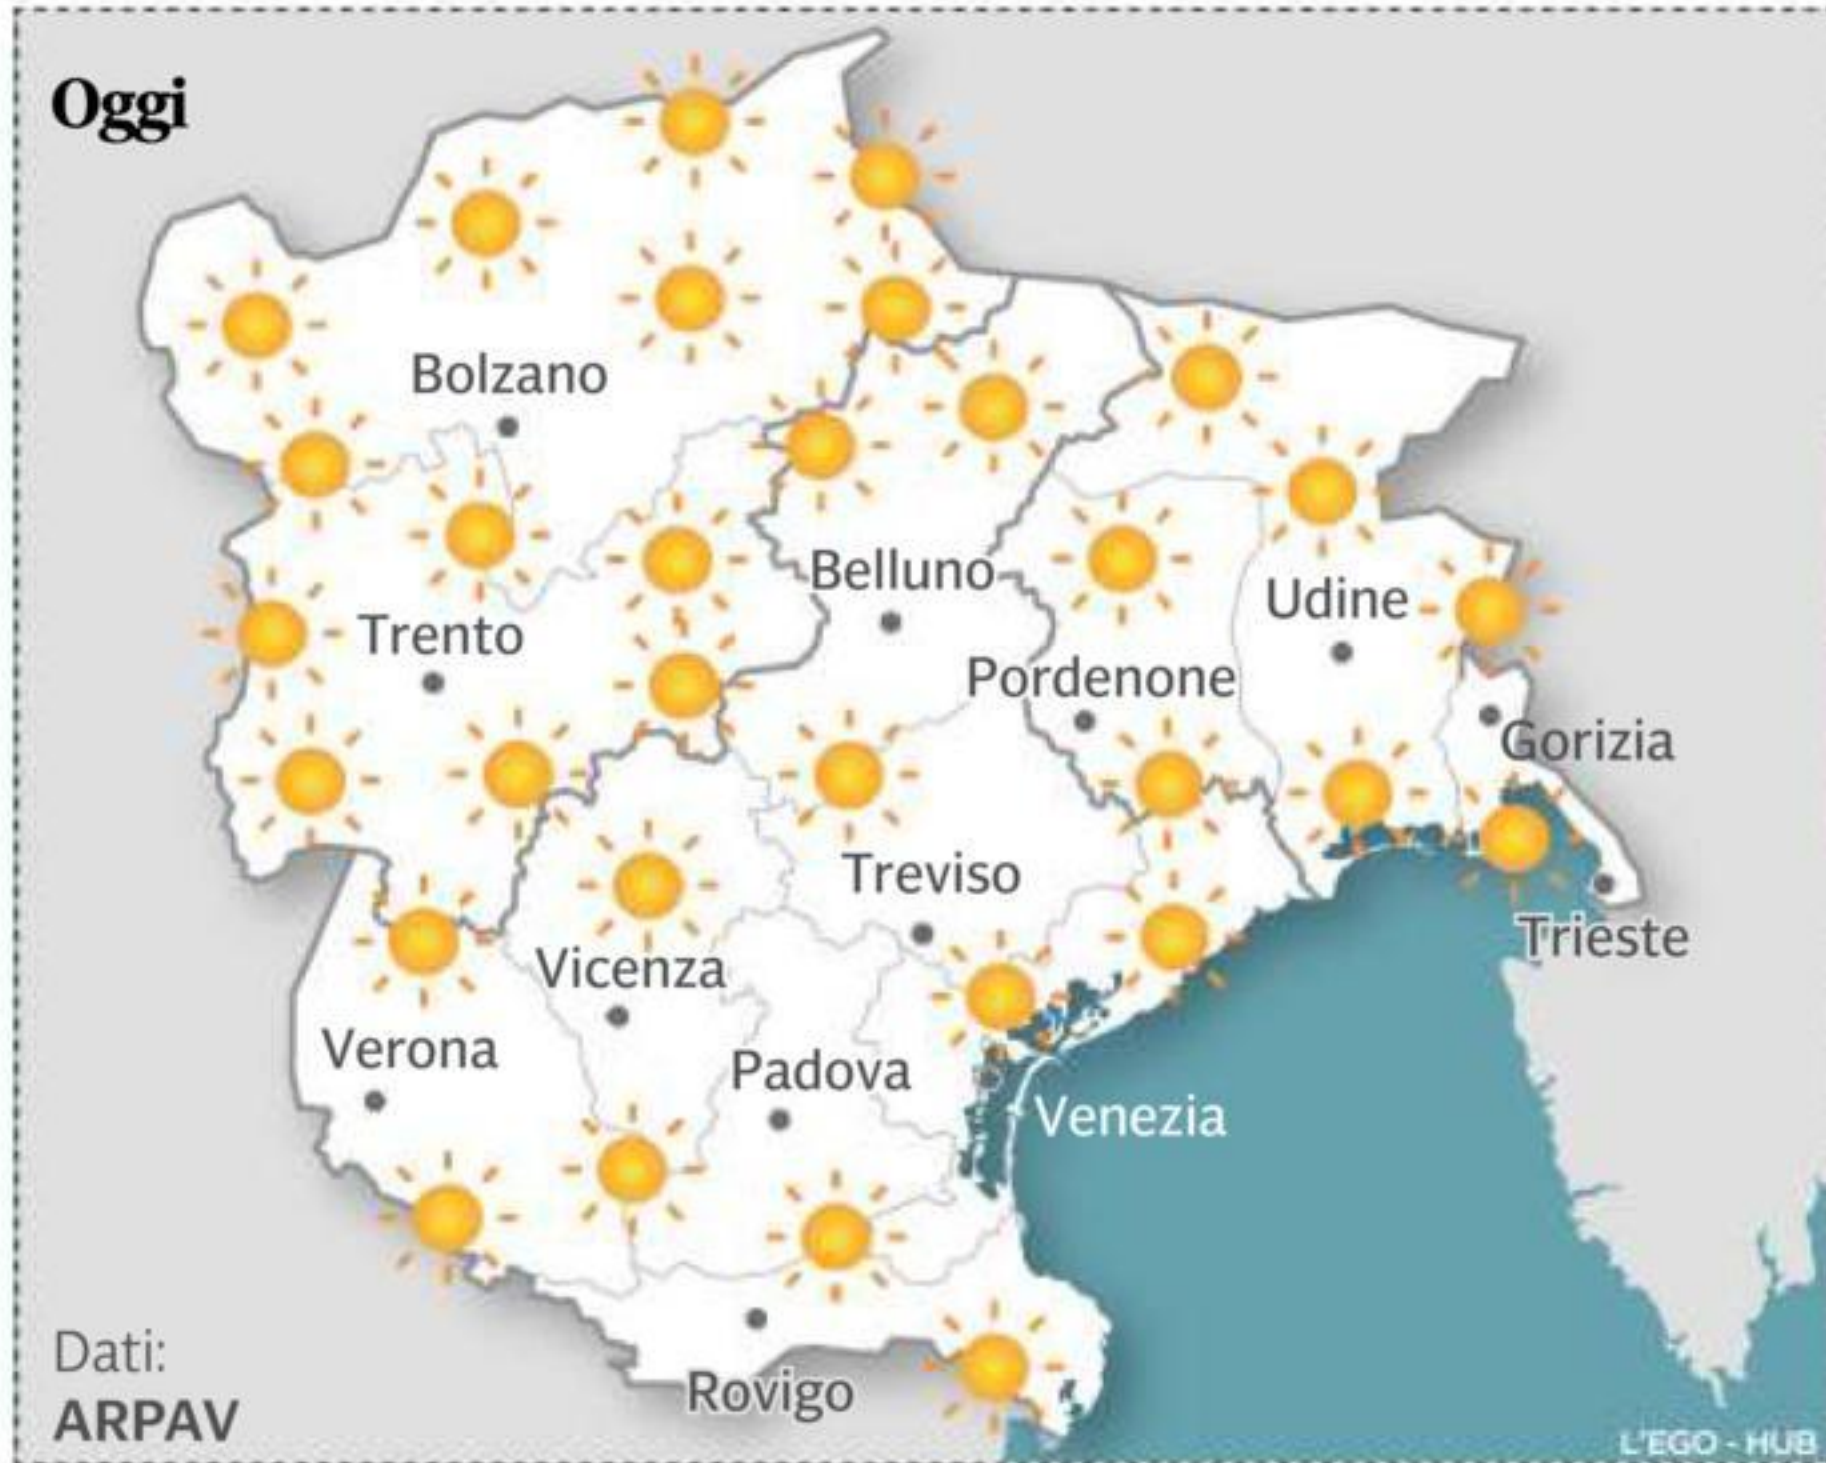 Oggi
Bolzano
Belluno
Udine
Trento
Pordenone
Gorizia
Treviso
Trieste
Vicenza
Verona
Padova
Venezia
Rovigo
Dati:
ARPAV
L'EGO - HUB